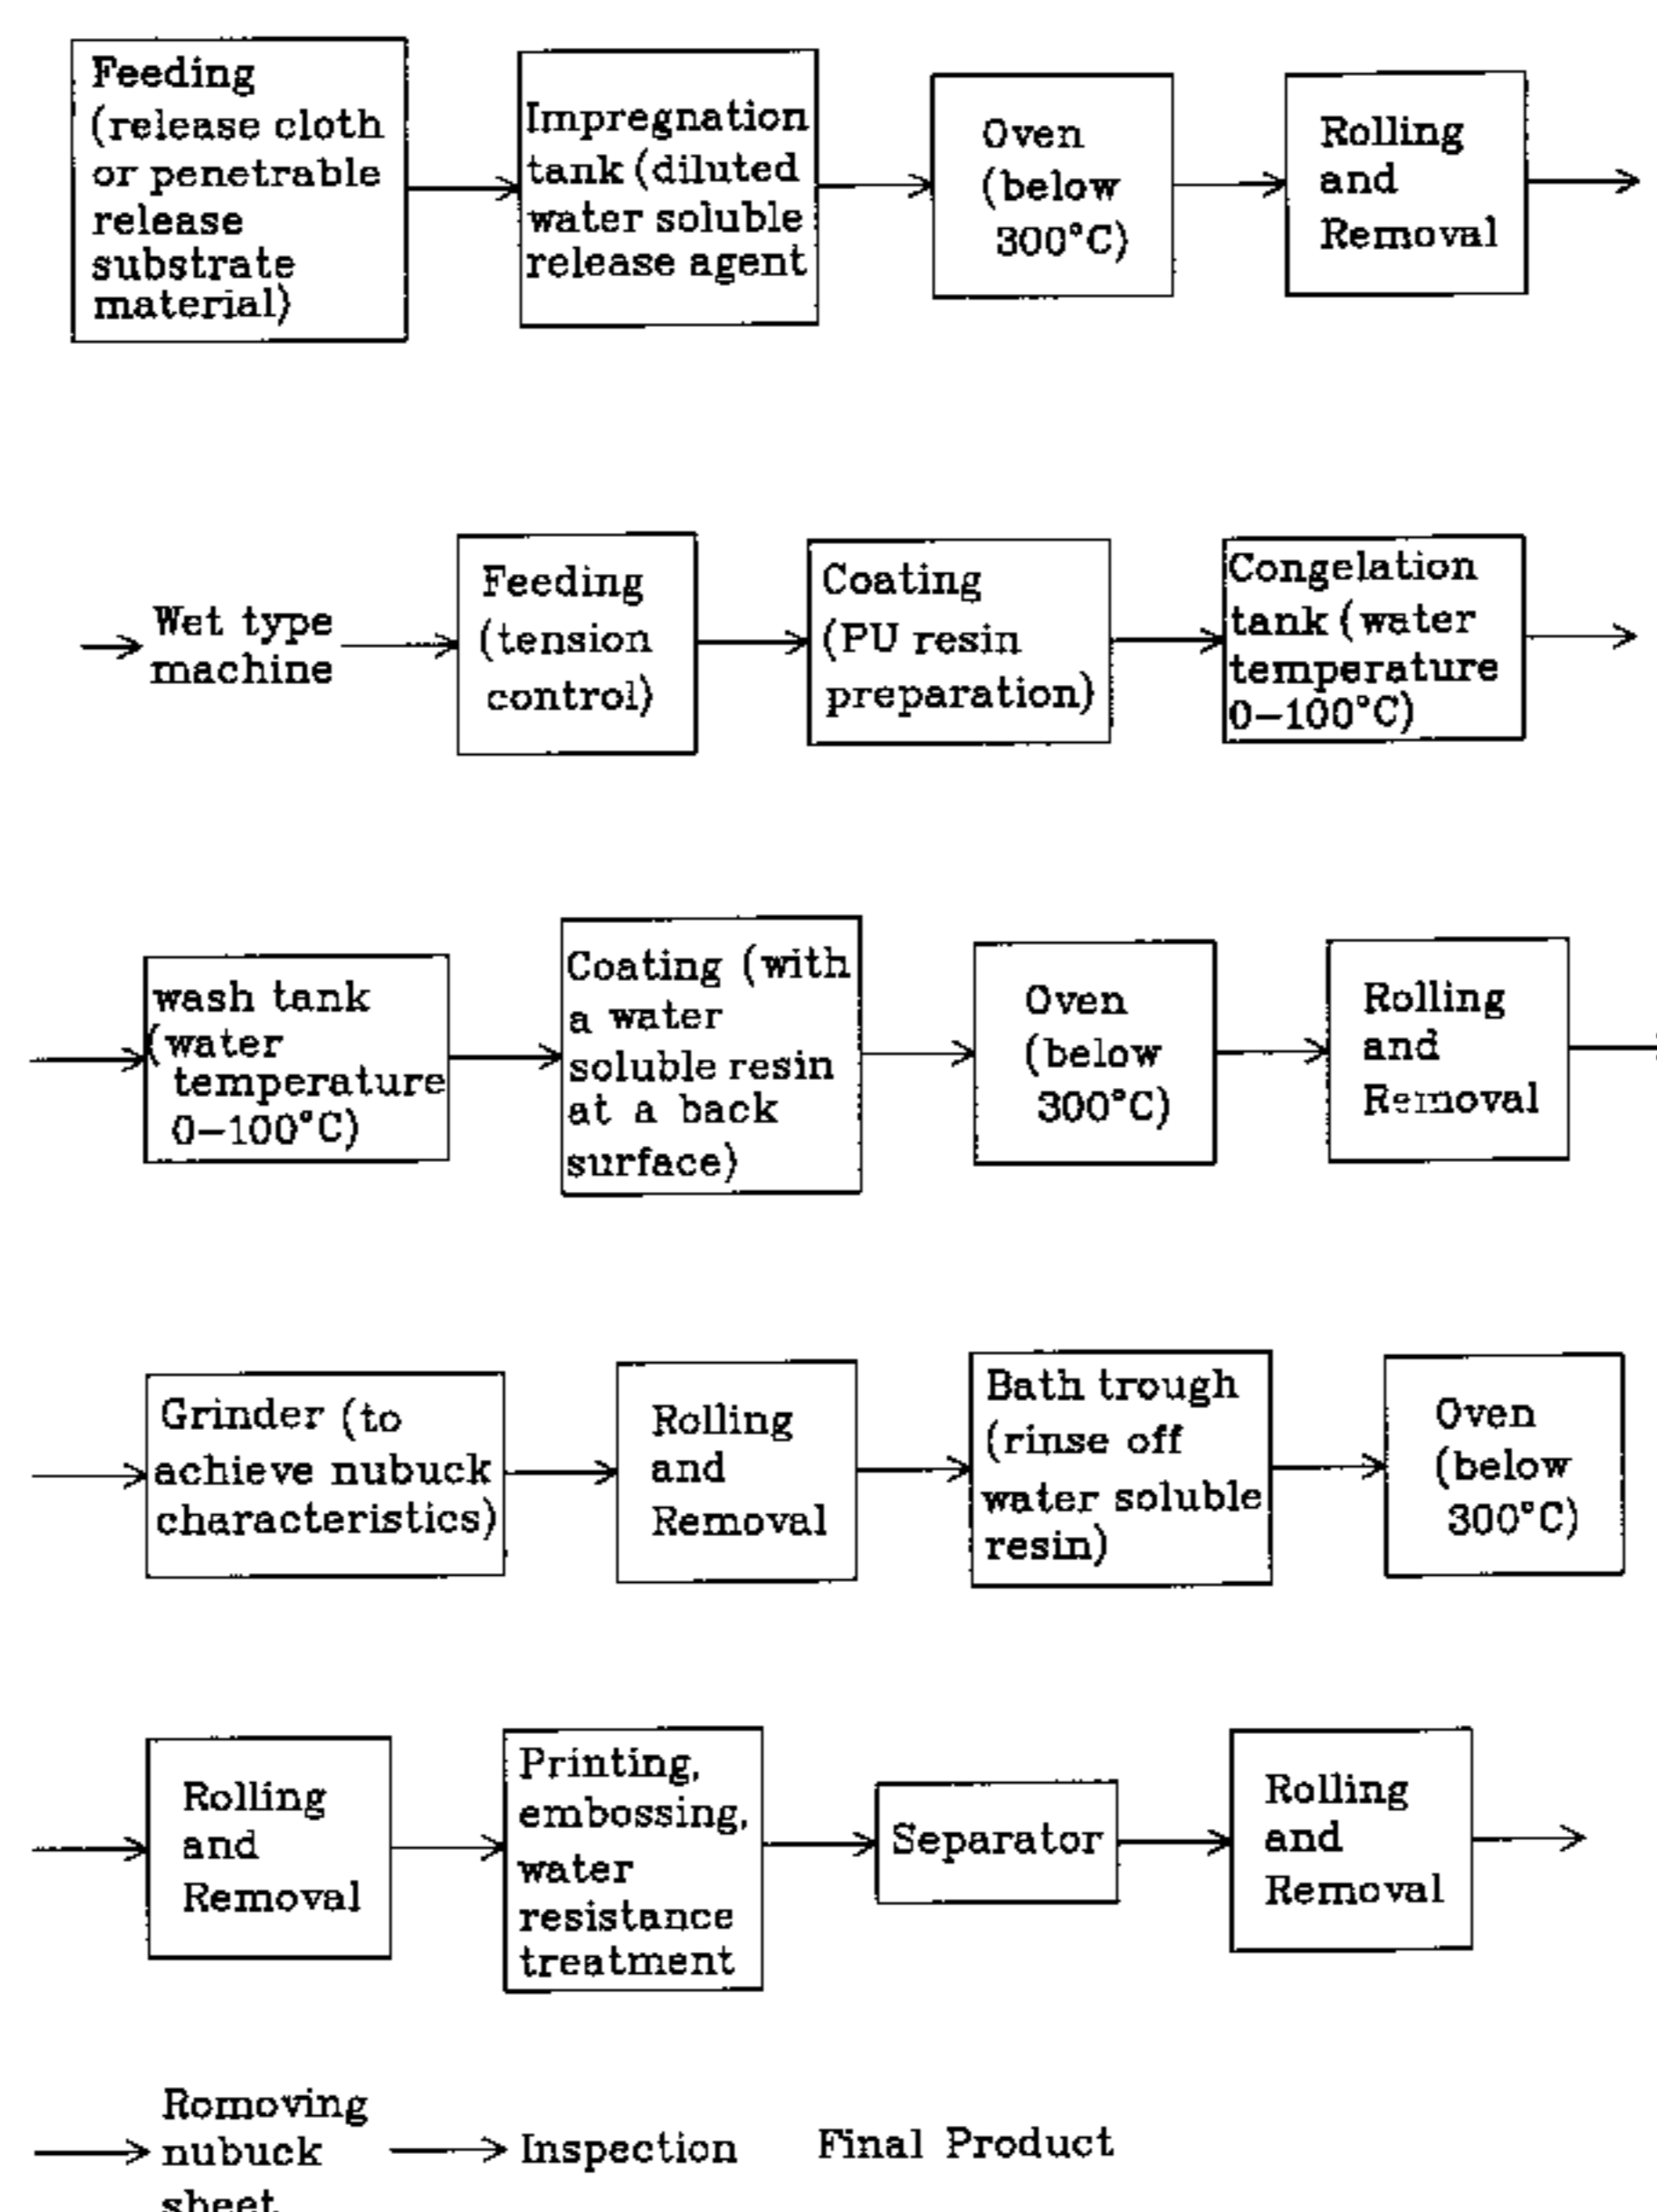 Feeding
(release cloth
or penetrable
release
substrate
material)
Impregnation
tank (diluted
water soluble
release agent
Oven
(below
300°C)
Rolling
and
Removal
Wet type
machine
Feeding
(tension
control)
Coating
(PU resin
preparation)
Congelation
tank (water
temperature
0-100°C)
wash tank
(water
temperature
0-100°C)
Coating (with
a water
soluble resin
at a back
surface)
Oven
(below
300°C)
Rolling
and
Removal
Grinder (to
achieve nubuck
characteristics)
Rolling
and
Removal
Bath trough
(rinse off
water soluble
resin)
Oven
(below
300°C)
Rolling
and
Removal
Printing,
embossing,
water
resistance
treatment
Separator
Rolling
and
Removal
Romoving
nubuck
sheet
Inspection
Final Product